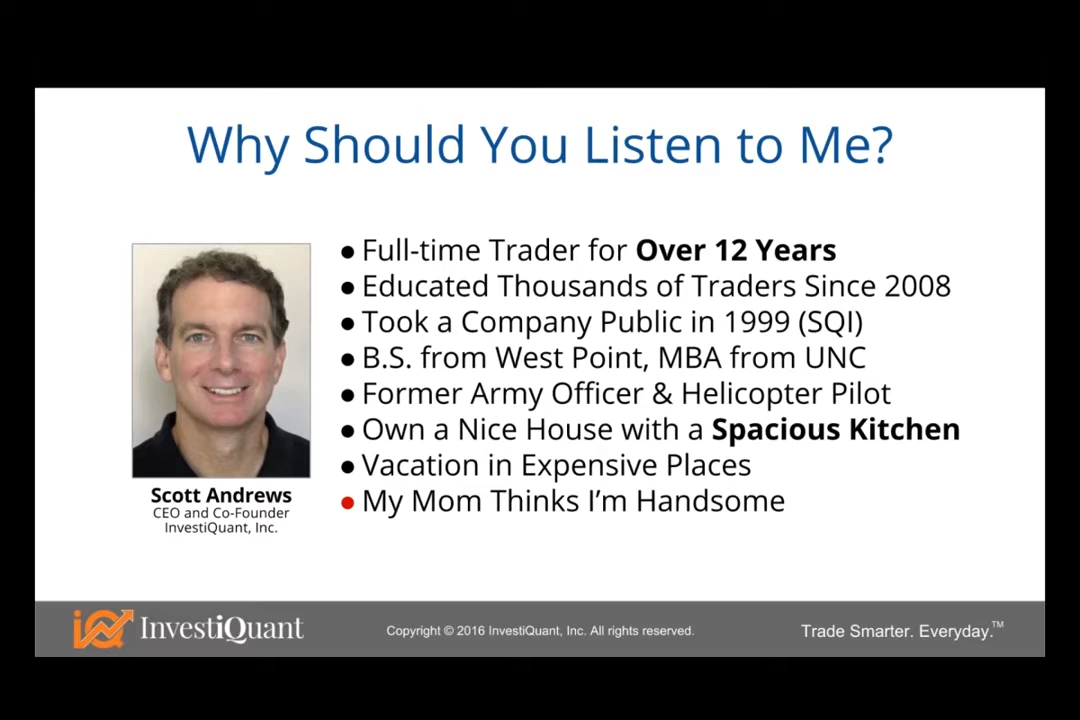 Why Should You Listen to Me?
● Full-time Trader for Over 12 Years
● Educated Thousands of Traders Since 2008
● Took a Company Public in 1999 (SQI)
● B.S. from West Point, MBA from UNC
● Former Army Officer & Helicopter Pilot
● Own a Nice House with a Spacious Kitchen
● Vacation in Expensive Places
● My Mom Thinks I’m Handsome
Scott Andrews
CEO and Co-Founder
InvestiQuant, Inc.
iQ InvestiQuant
Copyright © 2016 InvestiQuant, Inc. All rights reserved.
Trade Smarter. Everyday.™